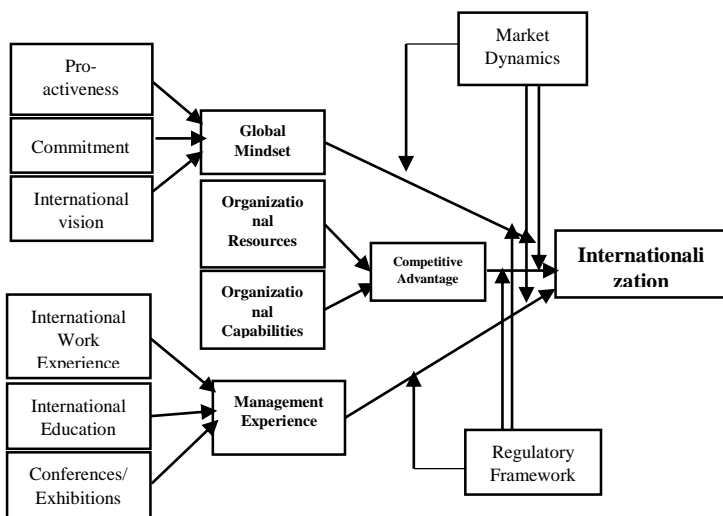 Market
Dynamics
Pro-
activeness
Commitment
International
vision
Global
Mindset
Organizatio
nal
Resources
Organizatio
nal
Capabilities
Competitive
Advantage
Internationali
zation
International
Work
Experience
International
Education
Conferences/
Exhibitions
Management
Experience
Regulatory
Framework